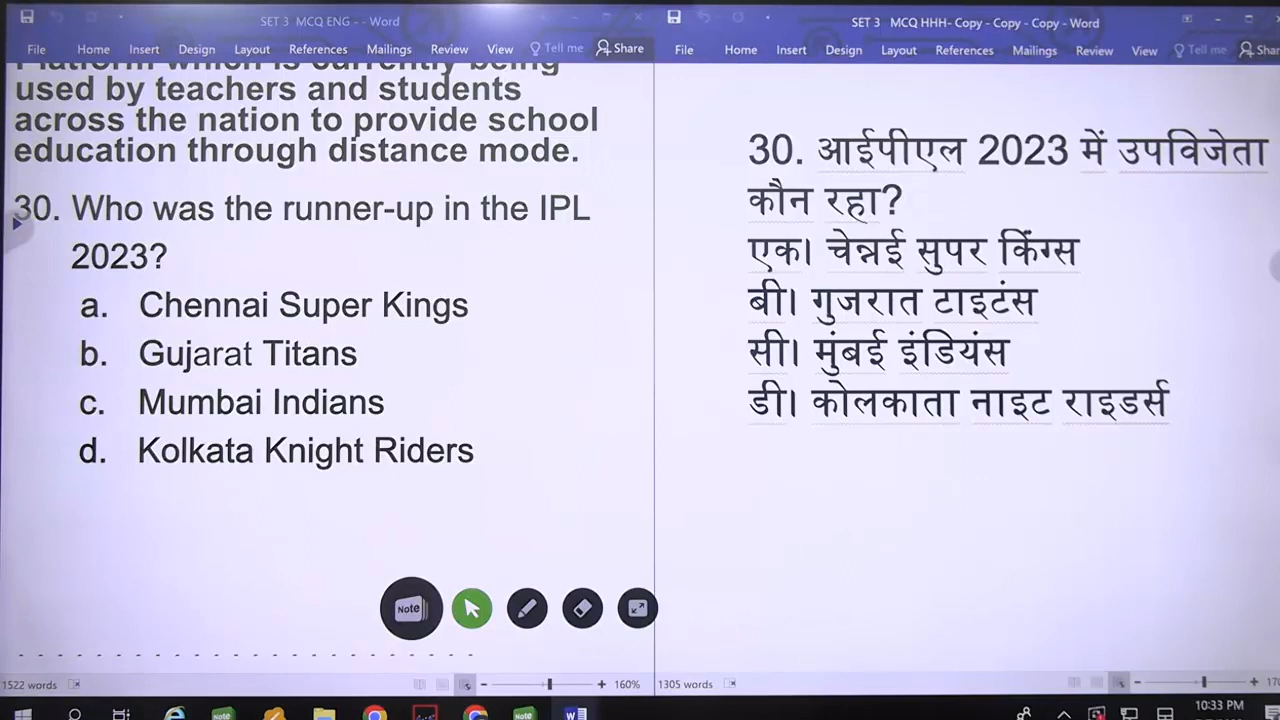 SET 3 MCQ ENG - - Word
File Home Insert Design Layout References Mailings Review View Tell me Share
Platform which is currently being
used by teachers and students
across the nation to provide school
education through distance mode.
30. Who was the runner-up in the IPL
2023?
a. Chennai Super Kings
b. Gujarat Titans
c. Mumbai Indians
d. Kolkata Knight Riders
Note
1522 words
160%
SET 3 MCQ HHH- Copy - Copy - Copy - Word
File Home Insert Design Layout References Mailings Review View Tell me
30. आईपीएल 2023 में उपविजेता
कौन रहा?
एक। चेन्नई सुपर किंग्स
बी। गुजरात टाइटंस
सी। मुंबई इंडियंस
डी। कोलकाता नाइट राइडर्स
1305 words
Note Note
10:33 PM